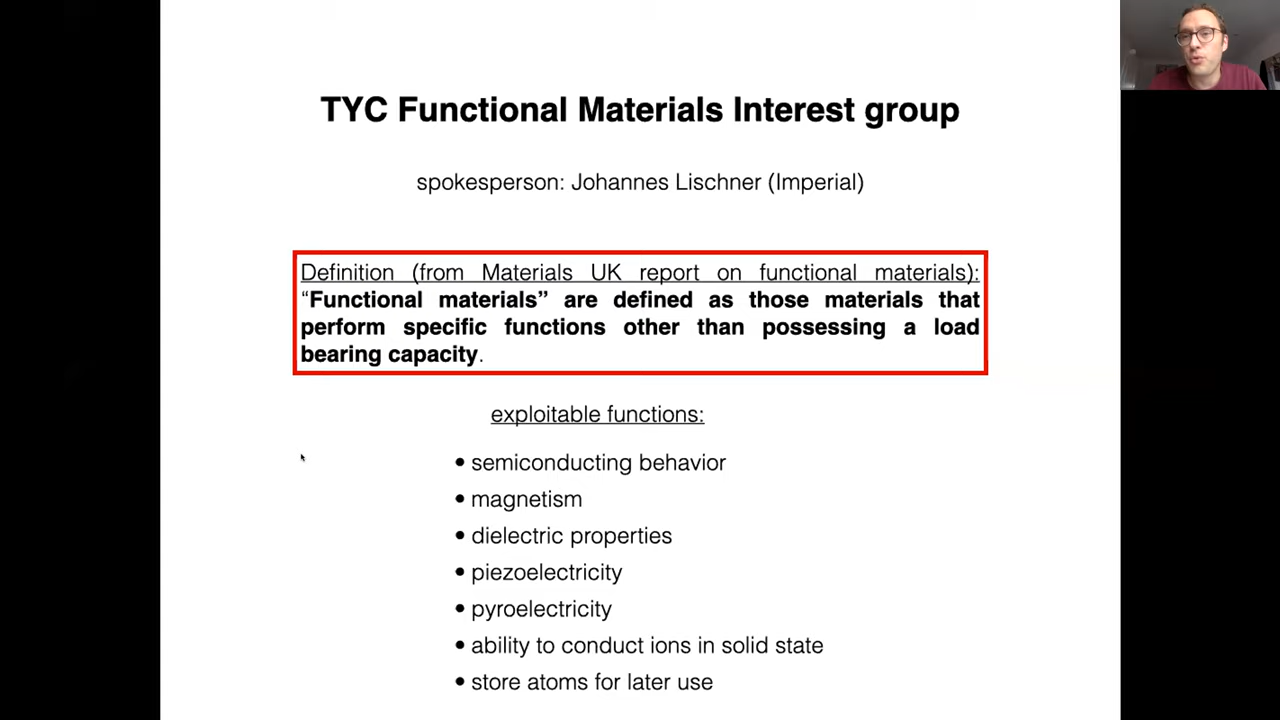 TYC Functional Materials Interest group
spokesperson: Johannes Lischner (Imperial)
Definition (from Materials UK report on functional materials):
“Functional materials” are defined as those materials that
perform specific functions other than possessing a load
bearing capacity.
exploitable functions:
• semiconducting behavior
• magnetism
• dielectric properties
• piezoelectricity
• pyroelectricity
• ability to conduct ions in solid state
• store atoms for later use